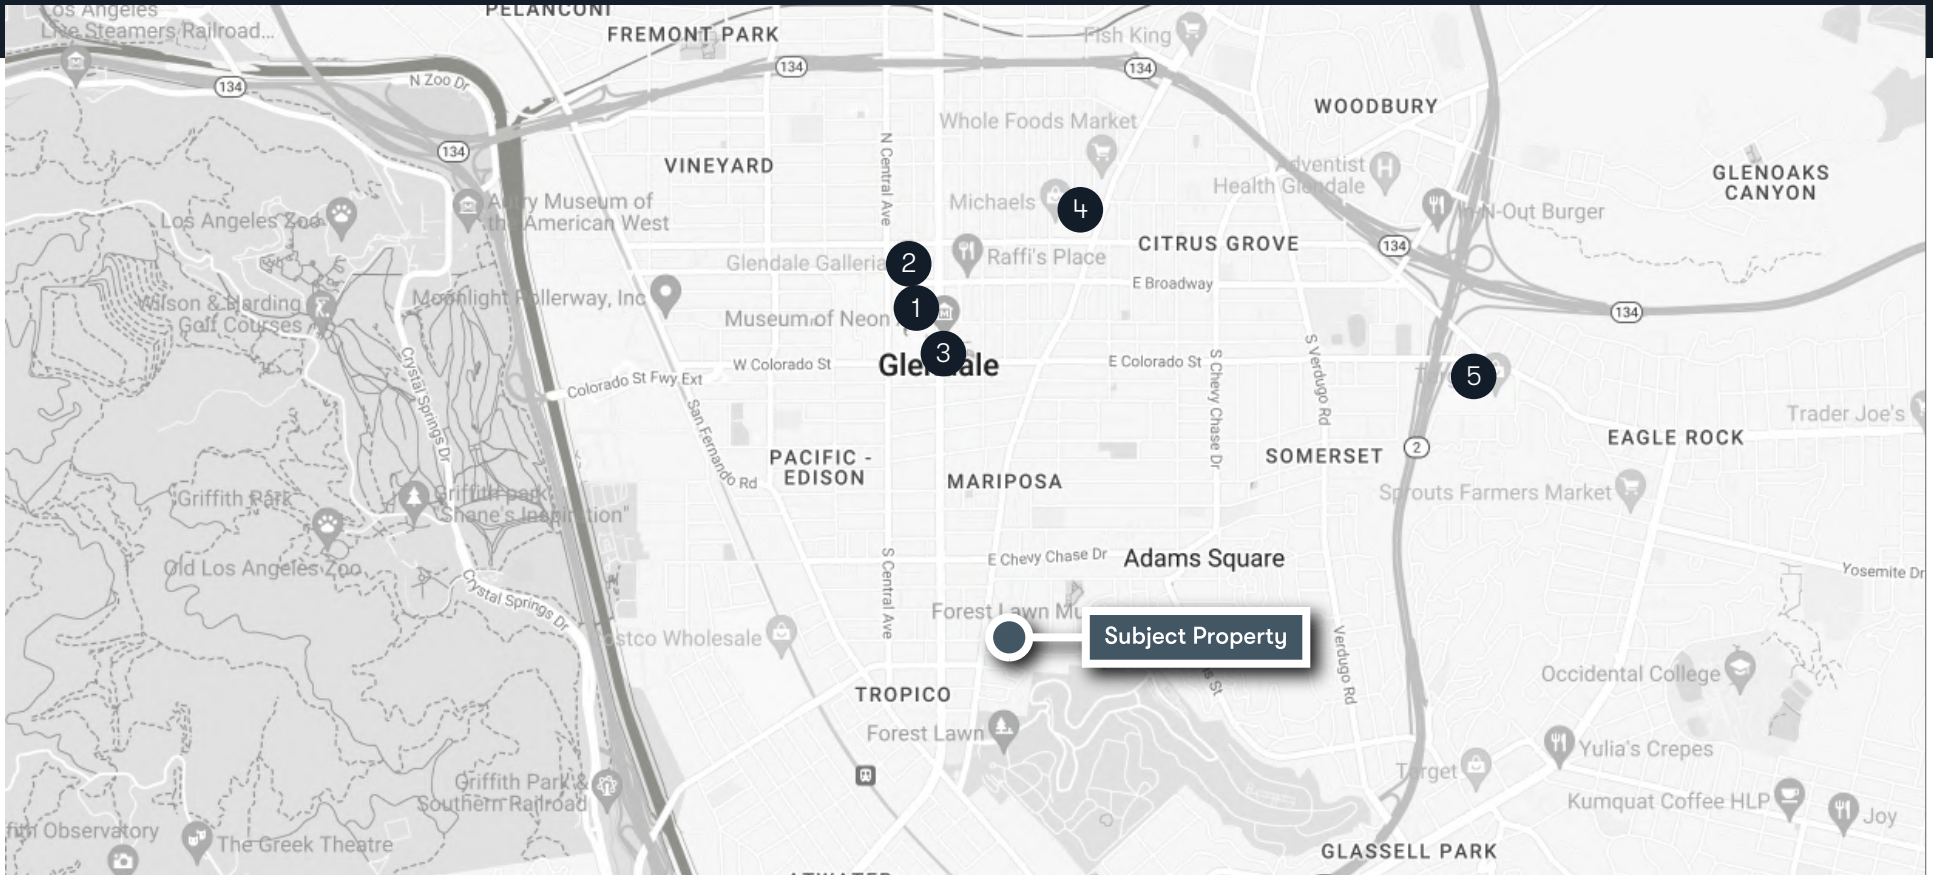 Los Angeles
Live Steamers Railroad...
PELANCONI
FREMONT PARK
Fish King
134
134
134
N Zoo Dr
134
WOODBURY
Whole Foods Market
N Central Ave
VINEYARD
Adventist
Health Glendale
GLENOAKS
CANYON
Michaels
4
Autry Museum of
the American West
Los Angeles Zoo
In-N-Out Burger
CITRUS GROVE
134
Glendale Galleria
2
Raffi's Place
E Broadway
Moonlight Rollerway, Inc
Wilson & Harding
Golf Courses
1
Museum of Neon
134
3
Glendale
W Colorado St
E Colorado St
Colorado St Fwy Ext
Crystal Springs Dr
San Fernando Rd
S Chevy Chase Dr
S Verdugo Rd
5
Trader Joe's
EAGLE ROCK
2
PACIFIC -
EDISON
MARIPOSA
SOMERSET
Sprouts Farmers Market
Griffith Park
Griffith park
"Shane's Inspiration"
Old Los Angeles Zoo
Crystal Springs Dr
S Central Ave
E Chevy Chase Dr
Adams Square
Yosemite Dr
Forest Lawn Mu
Subject Property
ostco Wholesale
Verdugo Rd
s St
Occidental College
TROPICO
Forest Lawn
Yulia's Crepes
Target
Griffith Park &
Southern Railroad
Kumquat Coffee HLP
Joy
fith Observatory
The Greek Theatre
GLASSELL PARK
ATWATER